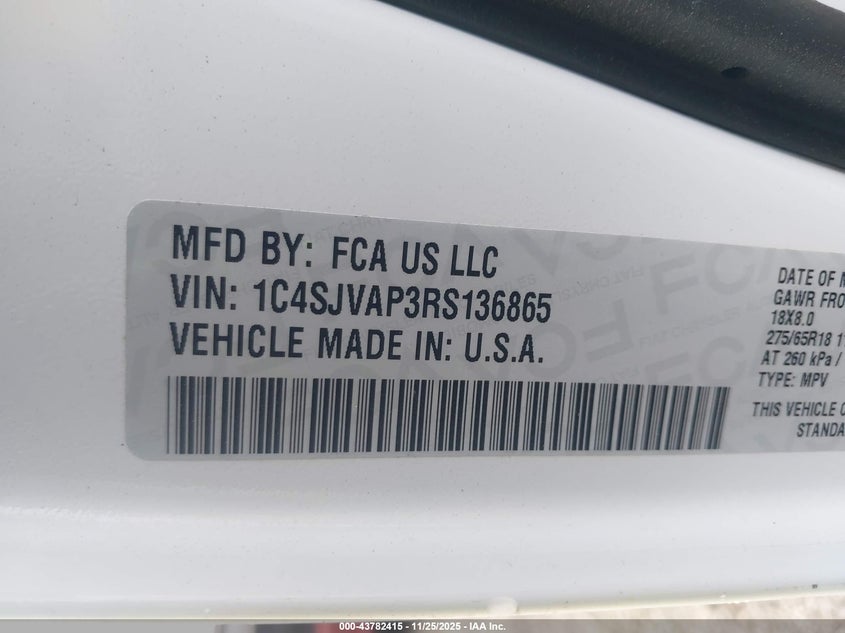 MFD BY: FCA US LLC
VIN: 1C4SJVAP3RS136865
VEHICLE MADE IN: U.S.A.
DATE OF M
GAWR FRO
18X8.0
275/65R18 1
AT 260 kPa /
TYPE: MPV
THIS VEHICLE C
STANDA
000-43782415 - 11/25/2025 - IAA Inc.